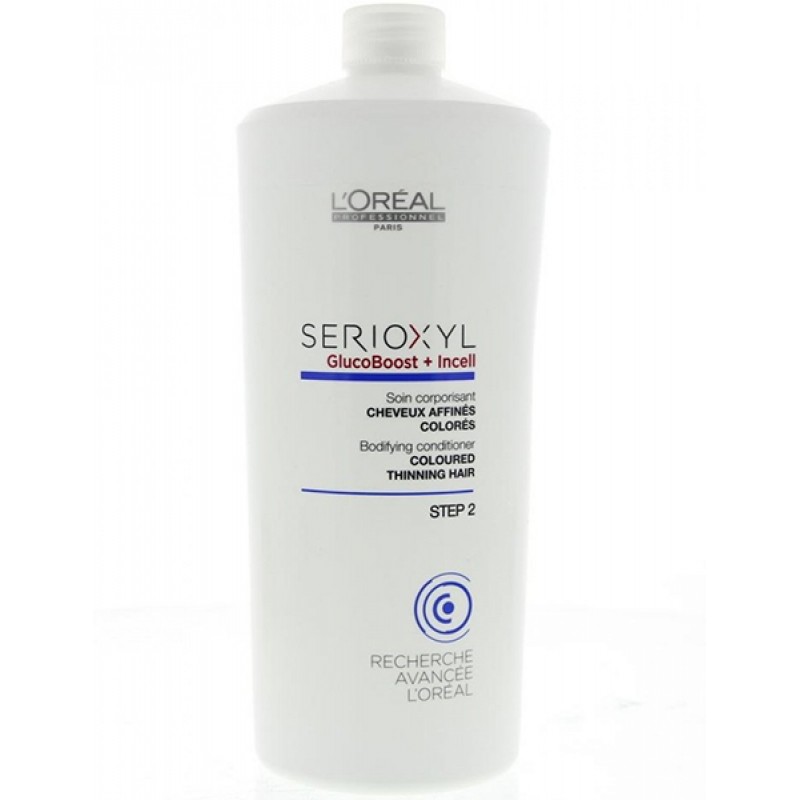 L'ORÉAL
PROFESSIONNEL
PARIS
SERIOXYL
GlucoBoost + Incell
Soin corporisant
CHEVEUX AFFINÉS
COLORÉS
Bodifying conditioner
COLOURED
THINNING HAIR
STEP 2
RECHERCHE
AVANCÉE
L'ORÉAL